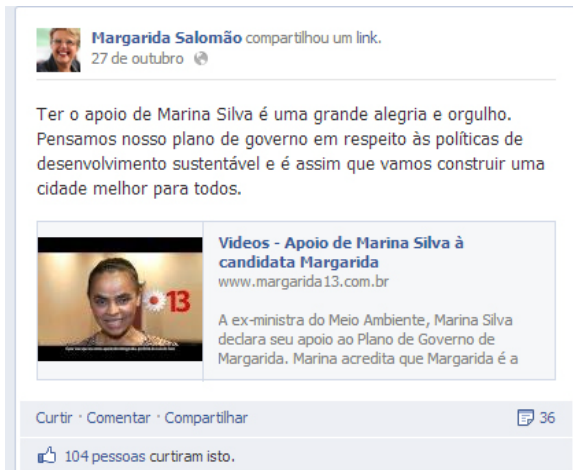 Margarida Salomão compartilhou um link.
27 de outubro
Ter o apoio de Marina Silva é uma grande alegria e orgulho.
Pensamos nosso plano de governo em respeito às políticas de
desenvolvimento sustentável e é assim que vamos construir uma
cidade melhor para todos.
13
Videos - Apoio de Marina Silva à
candidata Margarida
www.margarida13.com.br
A ex-ministra do Meio Ambiente, Marina Silva
declara seu apoio ao Plano de Governo de
Margarida. Marina acredita que Margarida é a
Curtir · Comentar · Compartilhar 36
104 pessoas curtiram isto.